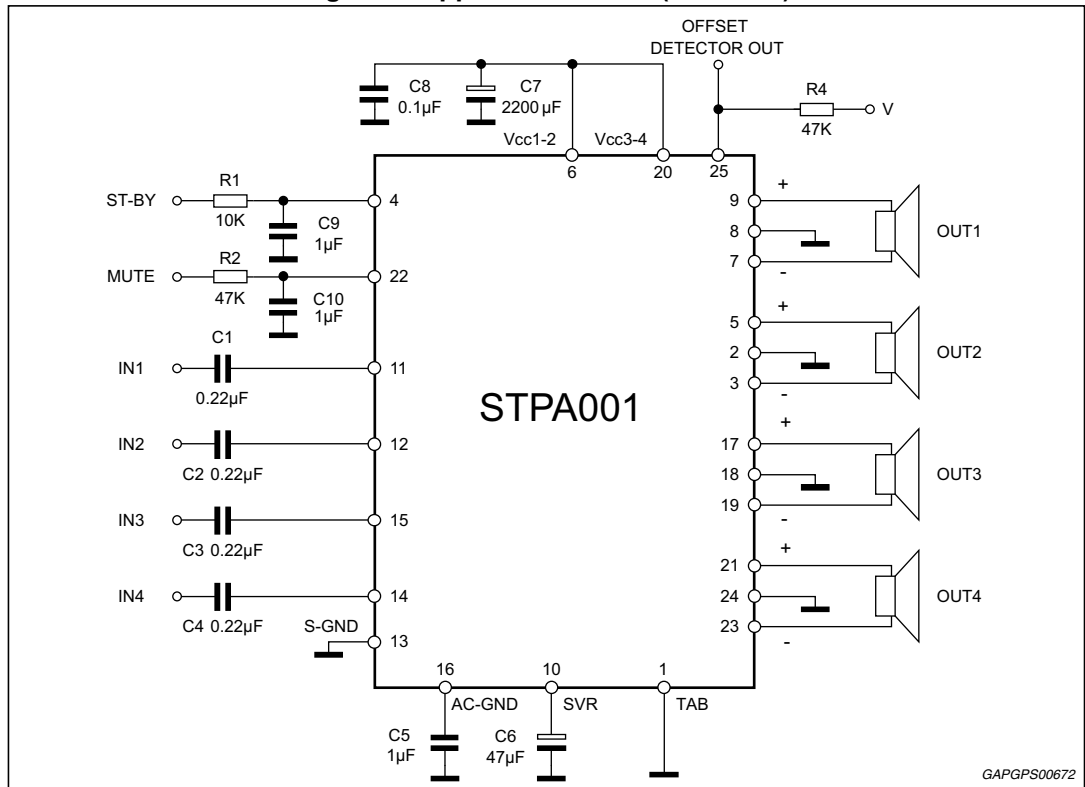 OFFSET
DETECTOR OUT
C8
0.1µF
C7
2200 µF
R4
47K
V
Vcc1-2
Vcc3-4
6
20
25
ST-BY
R1
10K
4
C9
1µF
MUTE
R2
47K
22
C10
1µF
IN1
C1
0.22µF
11
IN2
C2 0.22µF
12
IN3
C3 0.22µF
15
IN4
C4 0.22µF
14
S-GND
13
STPA001
9
+
8
7
-
OUT1
5
+
2
3
-
OUT2
17
+
18
19
-
OUT3
21
+
24
23
-
OUT4
16
AC-GND
10
SVR
1
TAB
C5
1µF
C6
47µF
GAPGPS00672